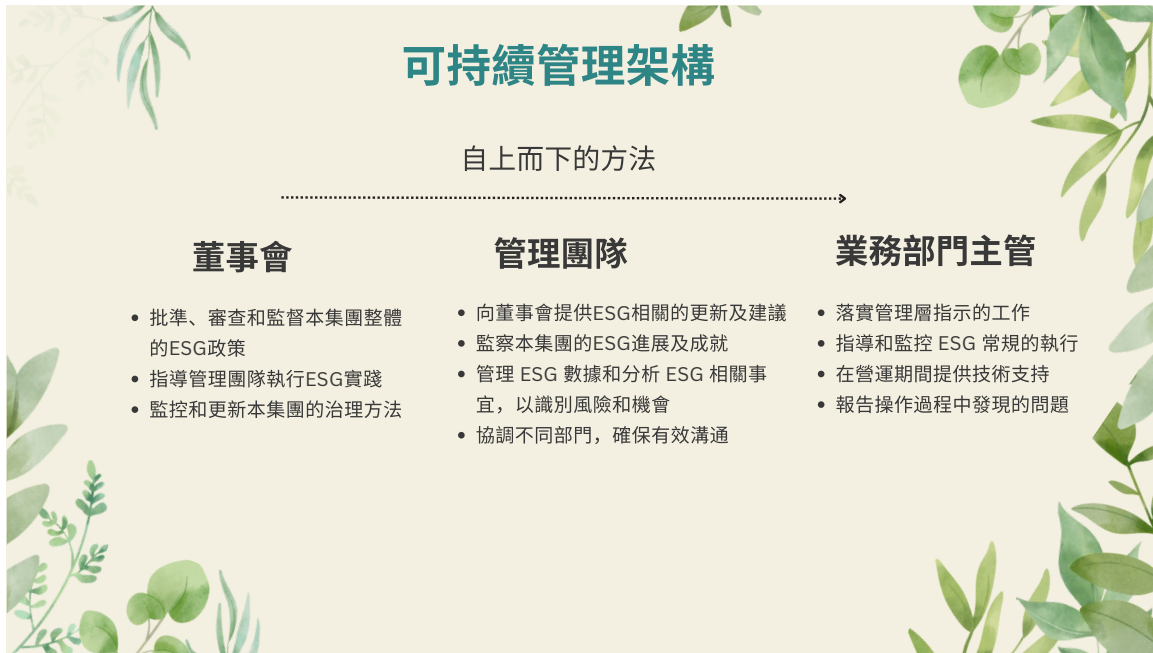 可持續管理架構
自上而下的方法
董事會
• 批準、審查和監督本集團整體
的ESG政策
• 指導管理團隊執行ESG實踐
• 監控和更新本集團的治理方法
管理團隊
• 向董事會提供ESG相關的更新及建議
• 監察本集團的ESG進展及成就
• 管理 ESG 數據和分析 ESG 相關事
宜，以識別風險和機會
• 協調不同部門，確保有效溝通
業務部門主管
• 落實管理層指示的工作
• 指導和監控 ESG 常規的執行
• 在營運期間提供技術支持
• 報告操作過程中發現的問題